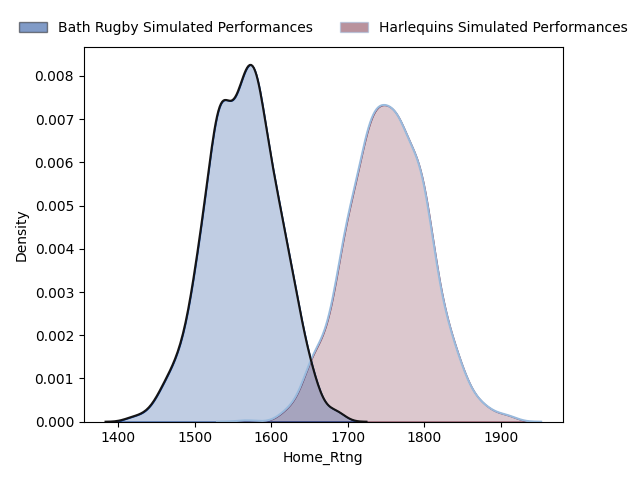 Bath Rugby Simulated Performances
Harlequins Simulated Performances
Density
0.008
0.007
0.006
0.005
0.004
0.003
0.002
0.001
0.000
1400 1500 1600 1700 1800 1900
Home_Rtng